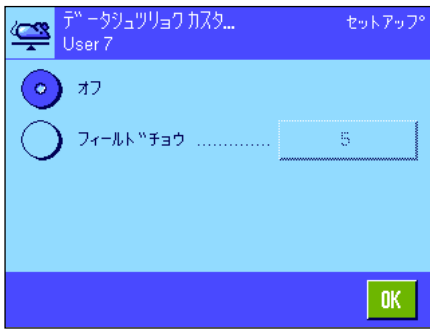 データシュツリョク カスタ... セットアップ
User 7
オフ
フィールドチョウ ............. 5
OK